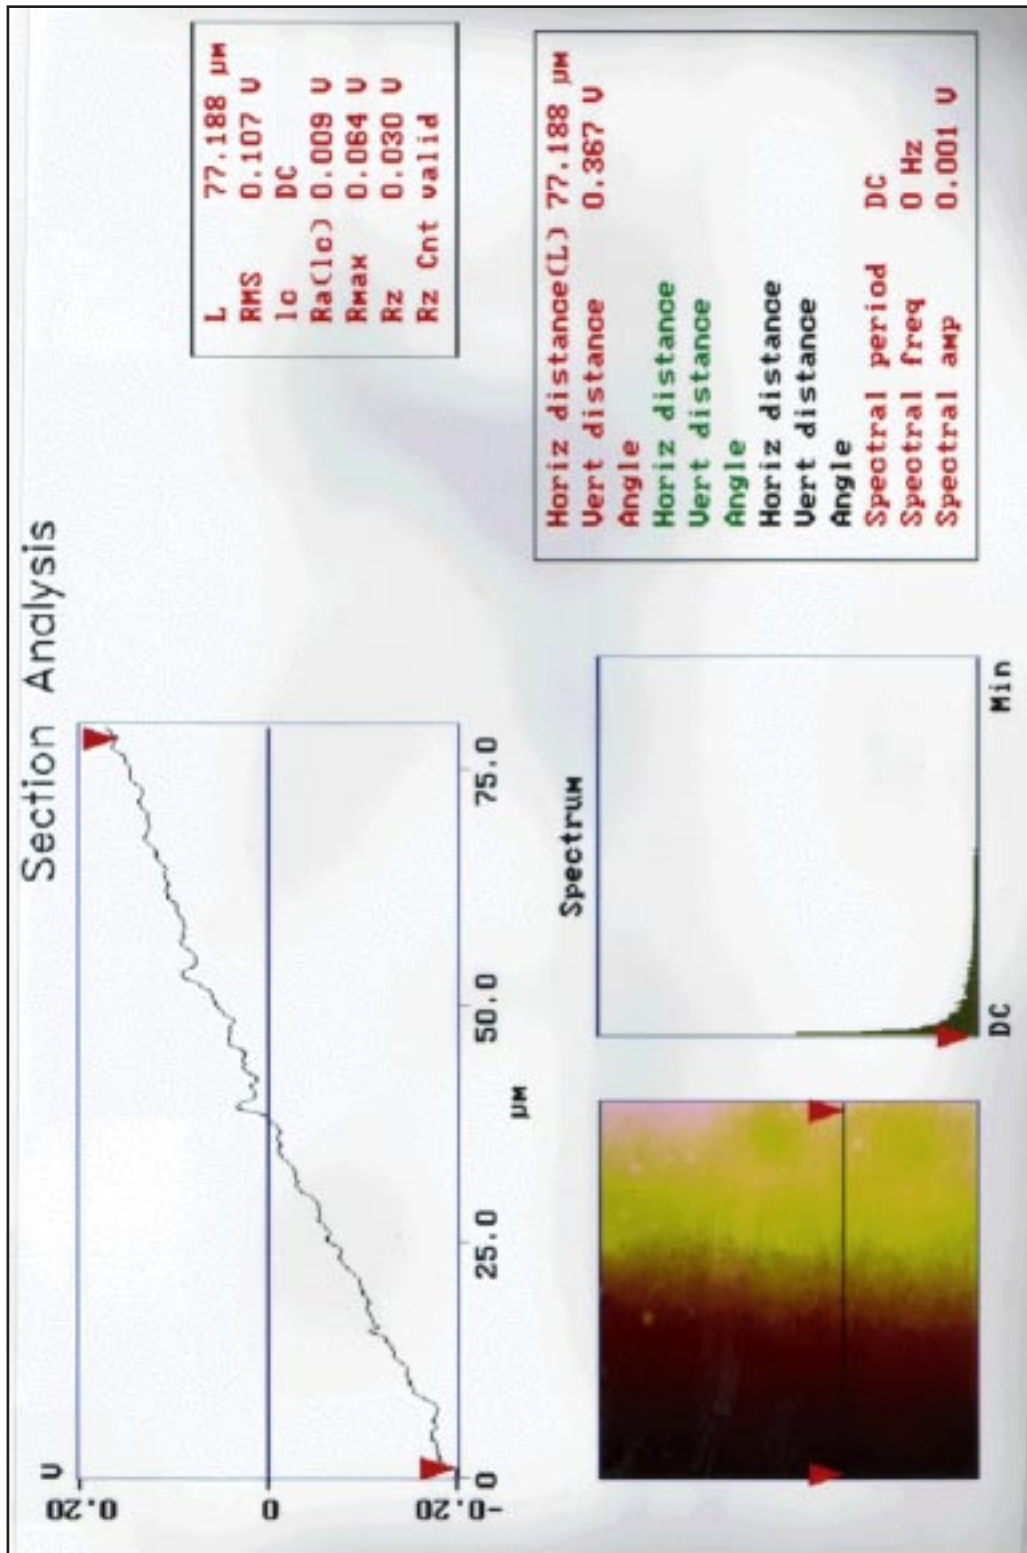 Section Analysis
V
0.20
0
-0.20
0
25.0
50.0
75.0
µm
L 77.188 µm
RMS 0.107 V
lc DC
Ra(lc) 0.009 V
Rmax 0.064 V
Rz 0.030 V
Rz Cnt valid
Spectrum
DC
Min
Horiz distance(L) 77.188 µm
Vert distance 0.367 V
Angle
Horiz distance
Vert distance
Angle
Horiz distance
Vert distance
Angle
Spectral period DC
Spectral freq 0 Hz
Spectral amp 0.001 V